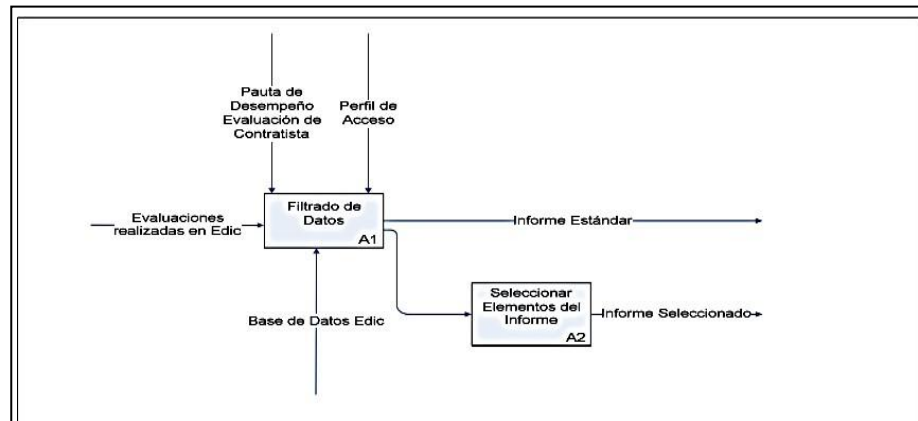 Pauta de
Desempeño
Evaluación de
Contratista
Perfil de
Acceso
Evaluaciones
realizadas en Edic
Filtrado de
Datos
A1
Informe Estándar
Base de Datos Edic
Seleccionar
Elementos del
Informe
A2
Informe Seleccionado